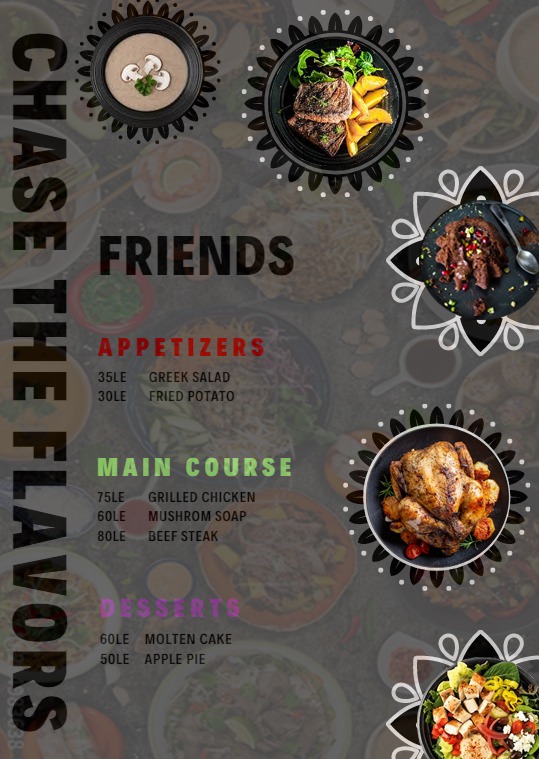 CHASE THE FLAVORS
FRIENDS
APPETIZERS
35LE GREEK SALAD
30LE FRIED POTATO
MAIN COURSE
75LE GRILLED CHICKEN
60LE MUSHROM SOAP
80LE BEEF STEAK
DESSERTS
60LE MOLTEN CAKE
50LE APPLE PIE